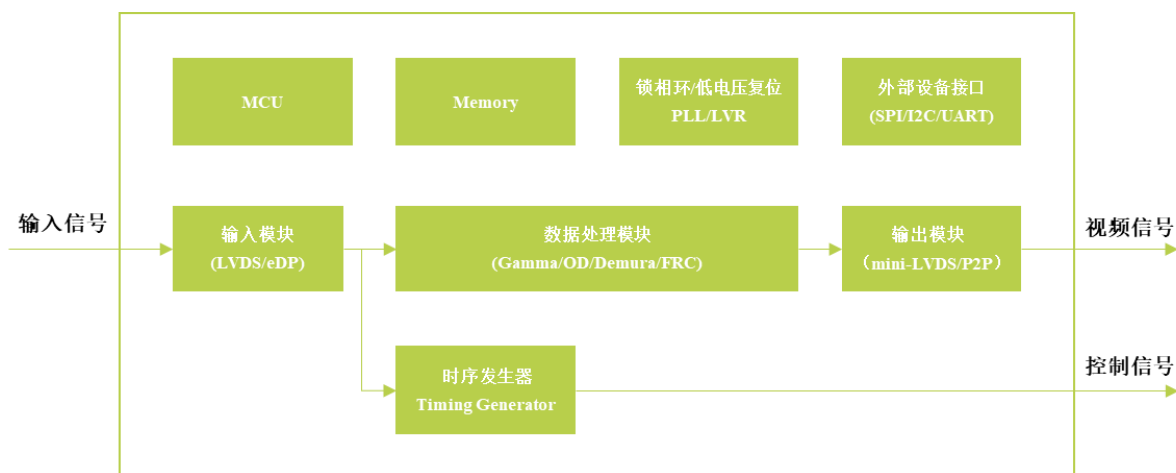 MCU
Memory
锁相环/低电压复位
PLL/LVR
外部设备接口
(SPI/I2C/UART)
输入信号
输入模块
(LVDS/eDP)
数据处理模块
(Gamma/OD/Demura/FRC)
输出模块
（mini-LVDS/P2P）
视频信号
时序发生器
Timing Generator
控制信号